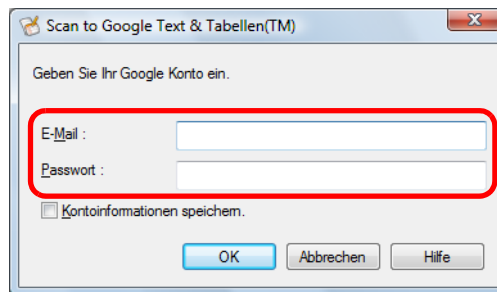 Scan to Google Text & Tabellen(TM)
Geben Sie Ihr Google Konto ein.
E-Mail :
Passwort :
Kontoinformationen speichern.
OK Abbrechen Hilfe